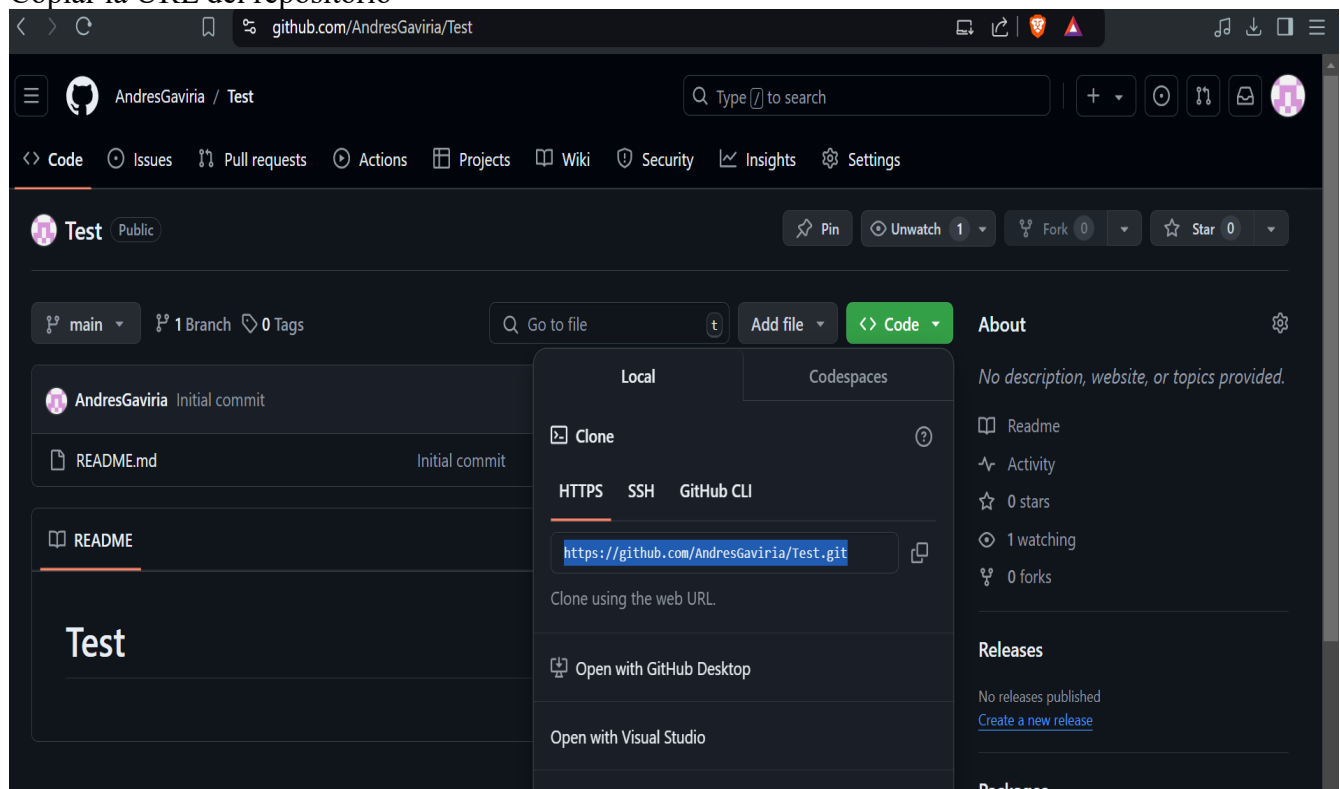 Copiar la URL del repositorio
github.com/AndresGaviria/Test
AndresGaviria / Test
Type / to search
Code Issues Pull requests Actions Projects Wiki Security Insights Settings
Test Public
Pin Unwatch 1 Fork 0 Star 0
main 1 Branch 0 Tags
Go to file t Add file <> Code
Local Codespaces
AndresGaviria Initial commit
README.md Initial commit
Clone
HTTPS SSH GitHub CLI
https://github.com/AndresGaviria/Test.git
Clone using the web URL.
Open with GitHub Desktop
Open with Visual Studio
README
Test
About
No description, website, or topics provided.
Readme
Activity
0 stars
1 watching
0 forks
Releases
No releases published
Create a new release
Packages